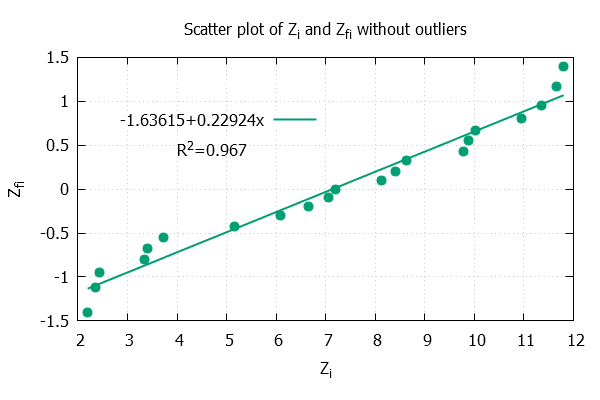 Scatter plot of Zi and Zfi without outliers
1.5
1
0.5
0
-0.5
-1
-1.5
Zfi
-1.63615+0.22924x
R2=0.967
2 3 4 5 6 7 8 9 10 11 12
Zi